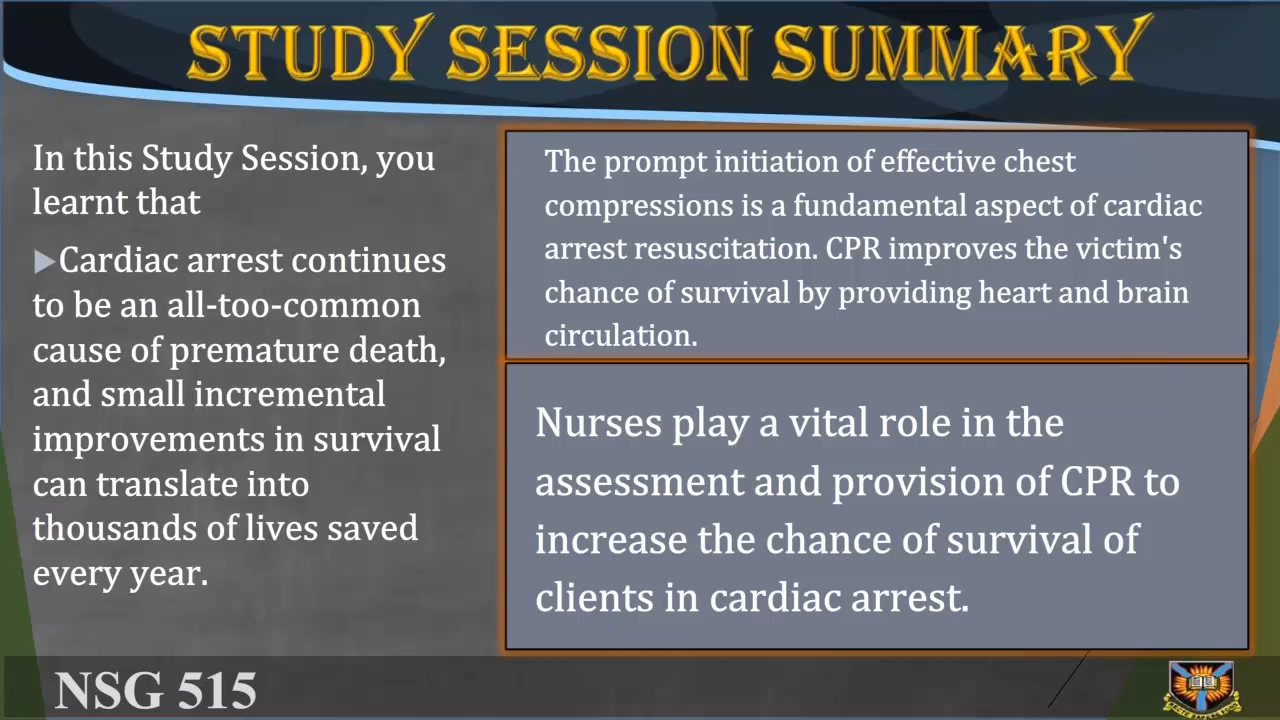 STUDY SESSION SUMMARY
In this Study Session, you
learnt that
Cardiac arrest continues
to be an all-too-common
cause of premature death,
and small incremental
improvements in survival
can translate into
thousands of lives saved
every year.
The prompt initiation of effective chest
compressions is a fundamental aspect of cardiac
arrest resuscitation. CPR improves the victim's
chance of survival by providing heart and brain
circulation.
Nurses play a vital role in the
assessment and provision of CPR to
increase the chance of survival of
clients in cardiac arrest.
NSG 515